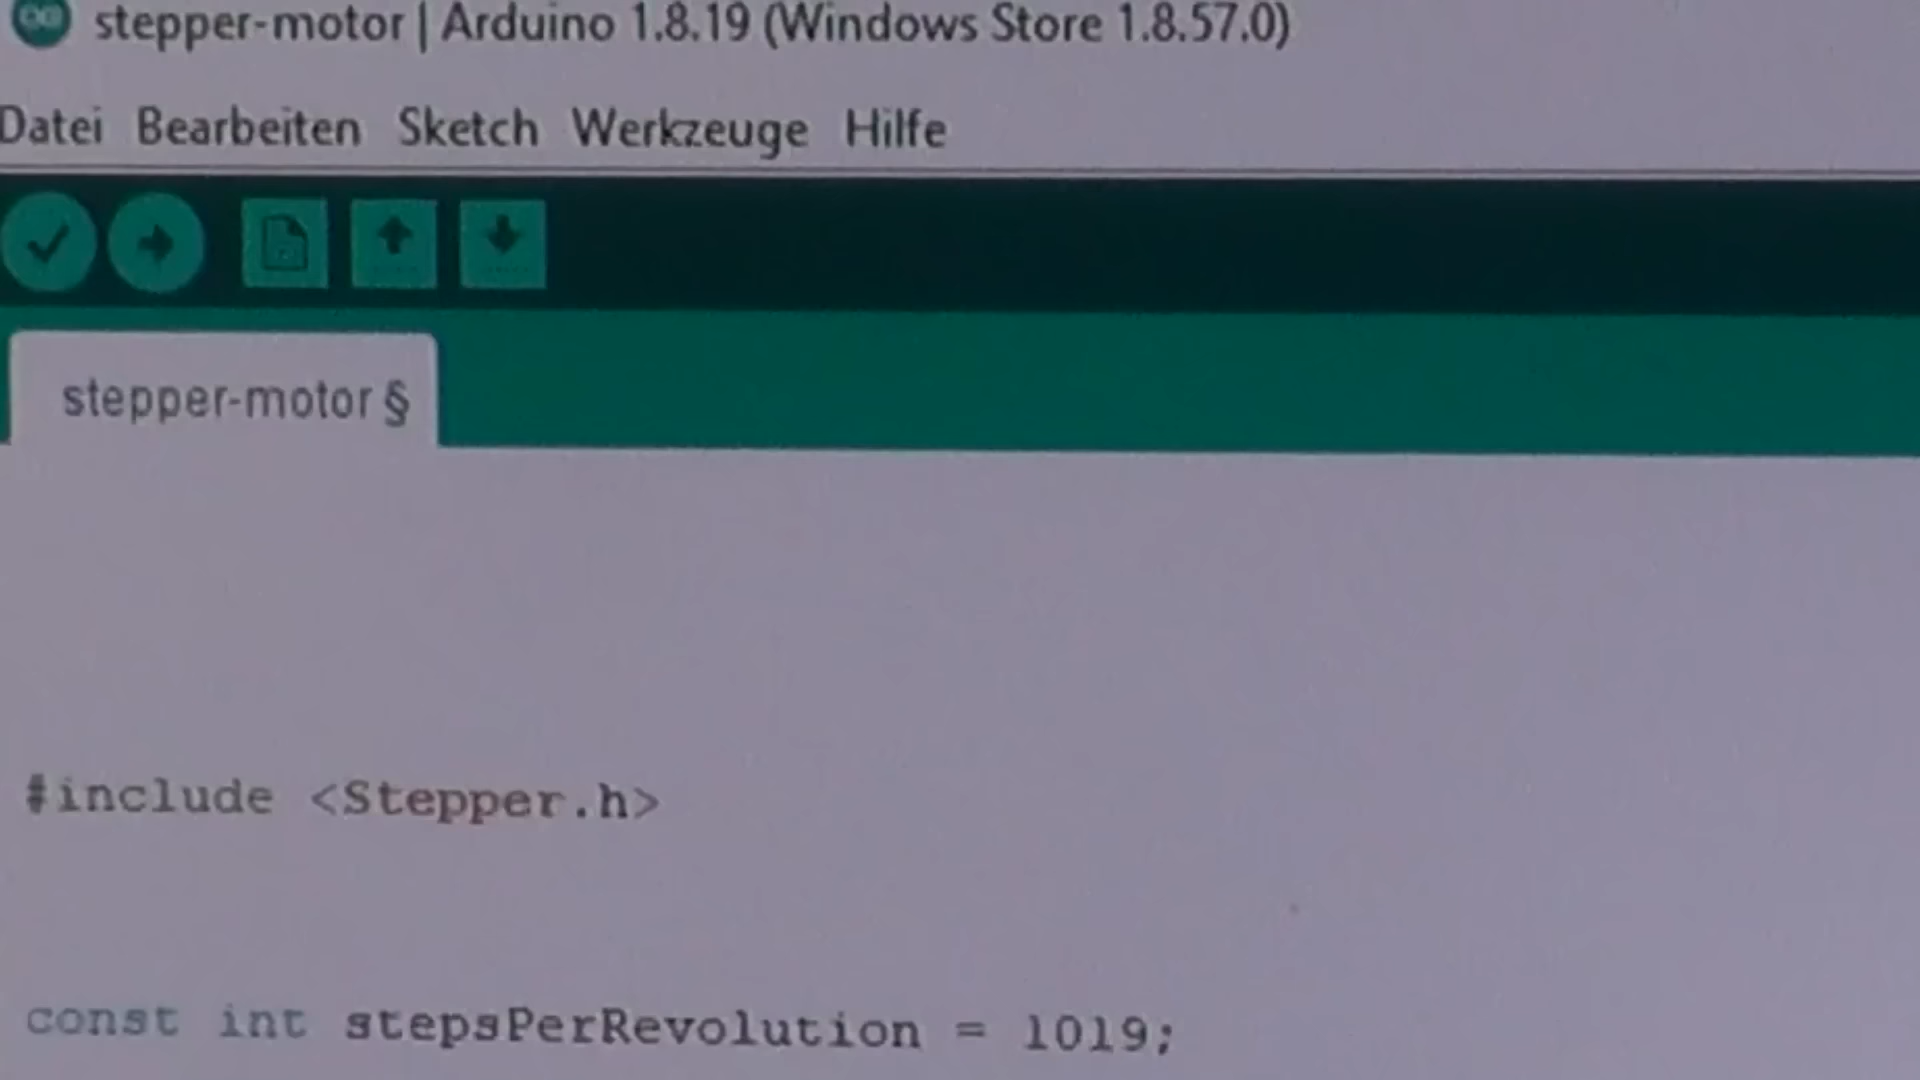 stepper-motor | Arduino 1.8.19 (Windows Store 1.8.57.0)
Datei Bearbeiten Sketch Werkzeuge Hilfe
stepper-motor §
#include <Stepper.h>
const int stepsPerRevolution = 1019;